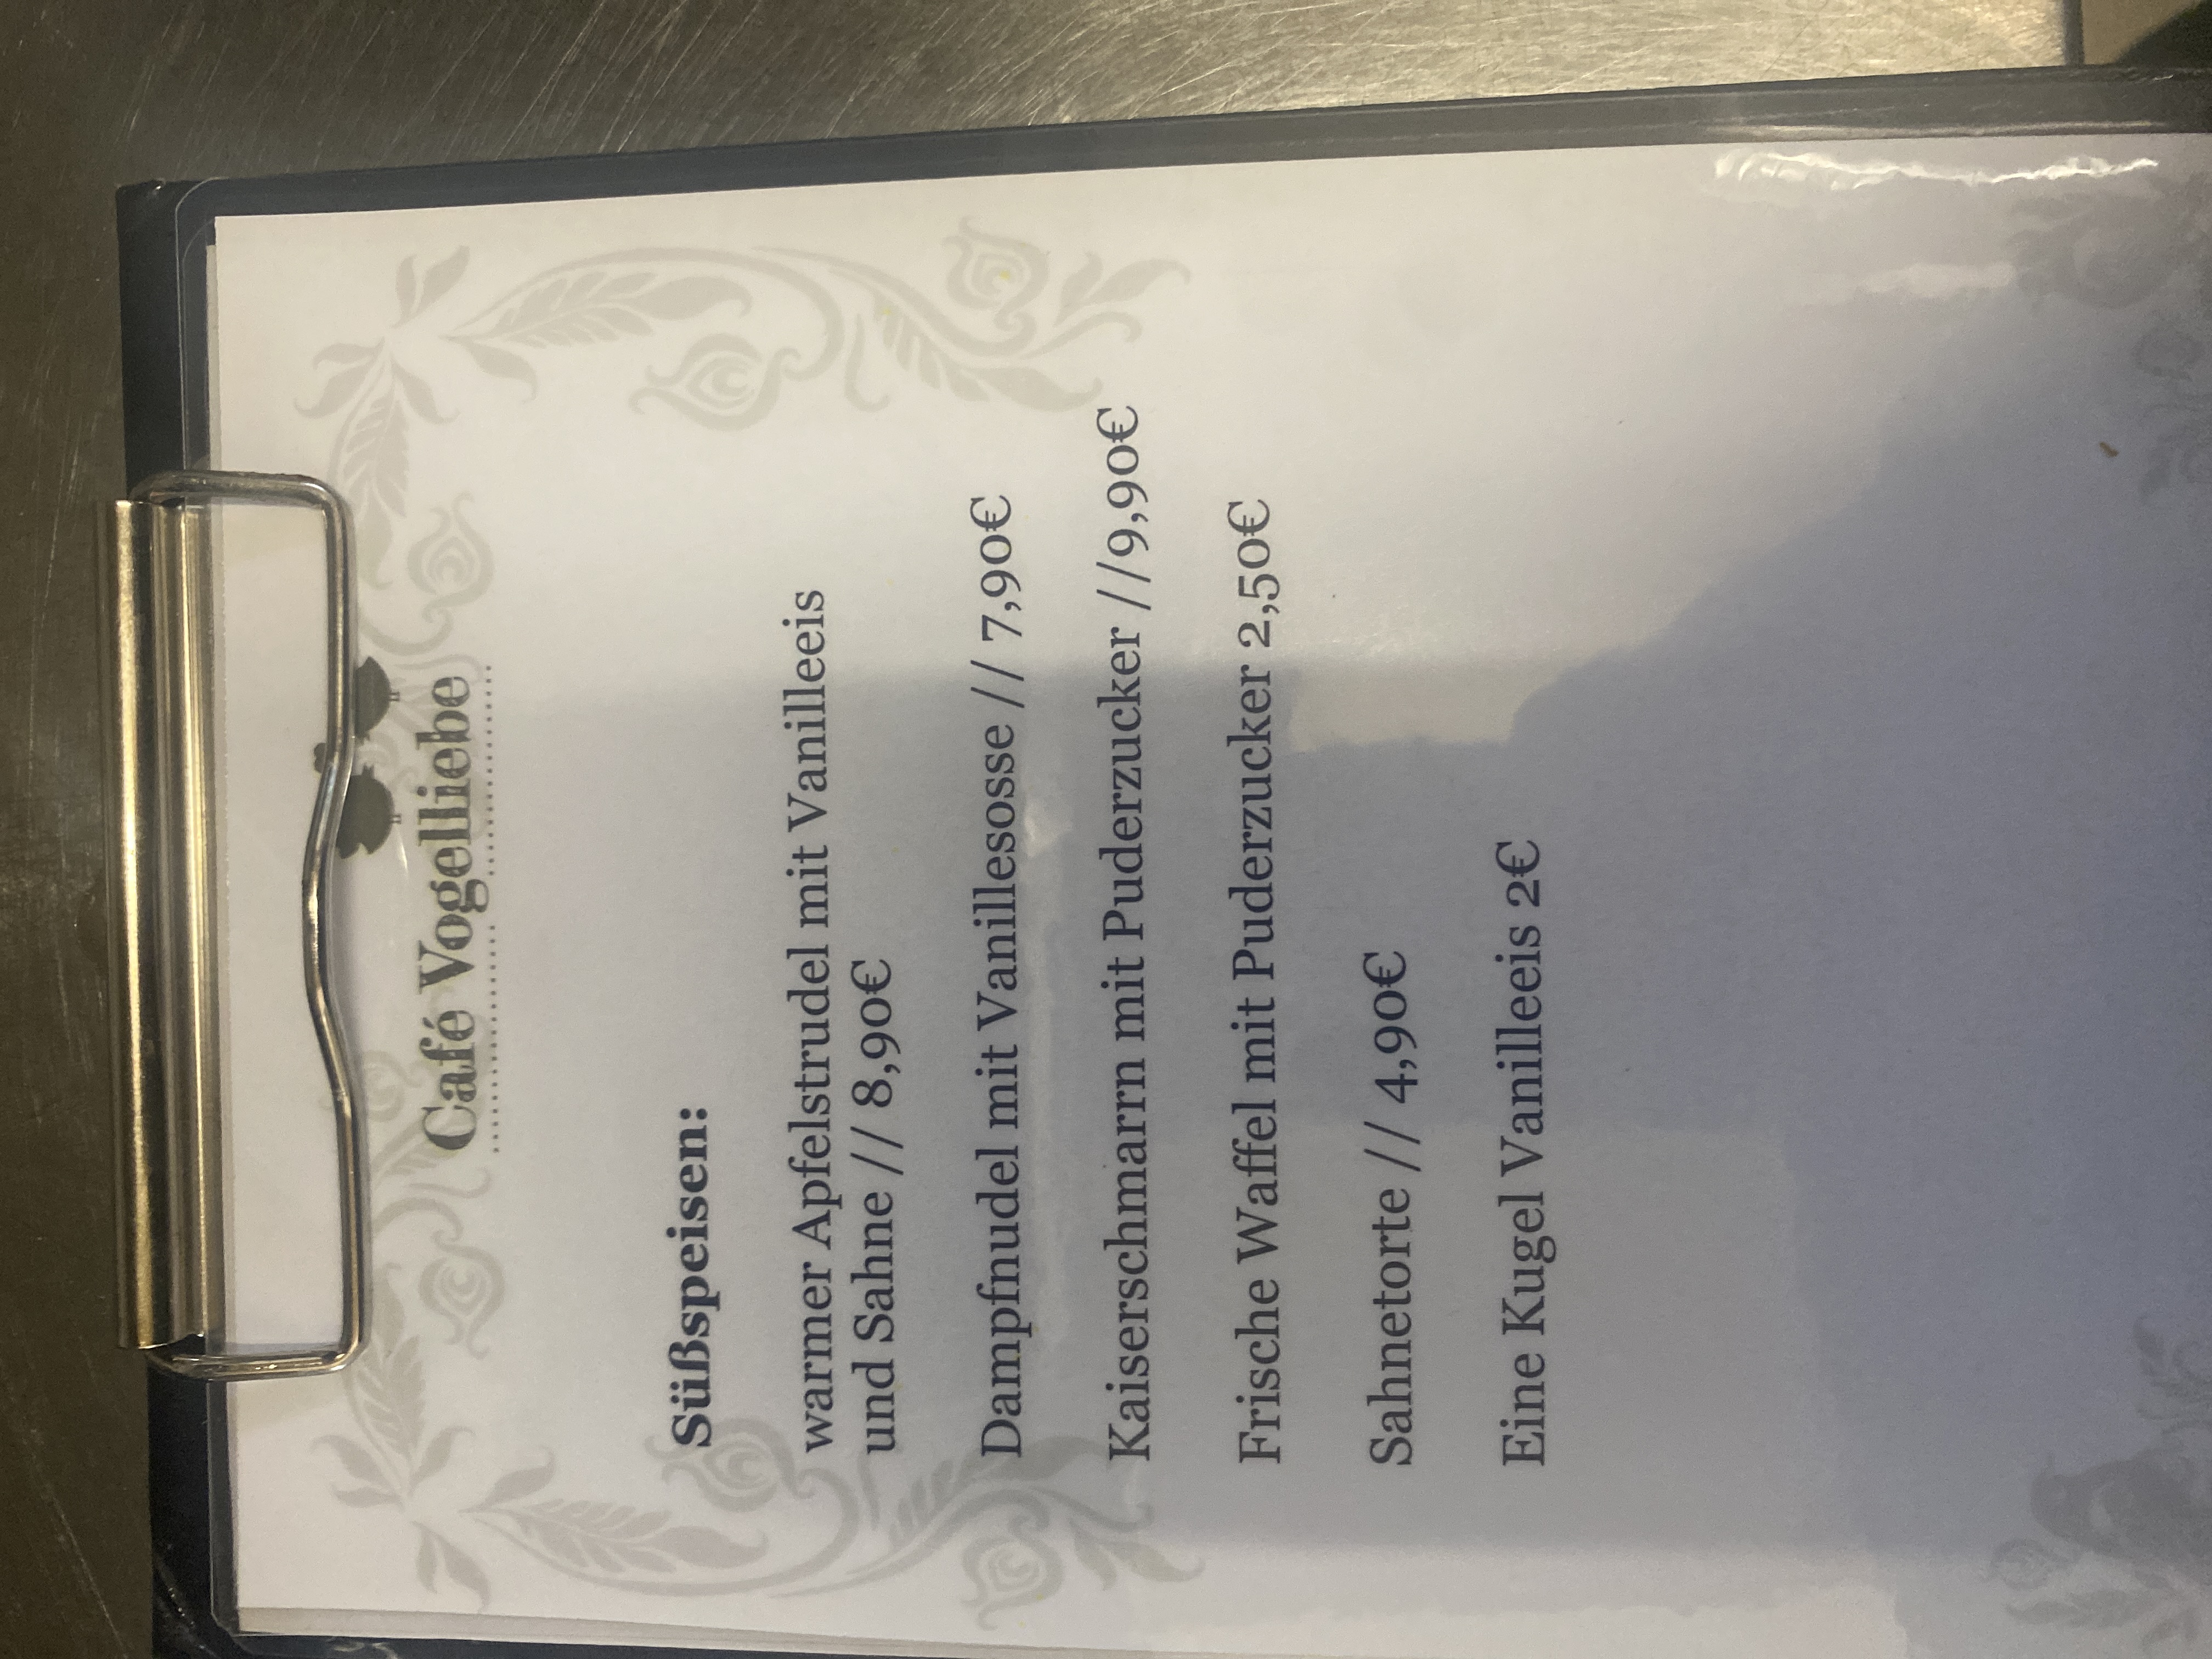 Café Vogelliebe
Süßspeisen:
warmer Apfelstrudel mit Vanilleeis
und Sahne // 8,90€
Dampfnudel mit Vanillesosse // 7,90€
Kaiserschmarrn mit Puderzucker //9,90€
Frische Waffel mit Puderzucker 2,50€
Sahnetorte // 4,90€
Eine Kugel Vanilleeis 2€